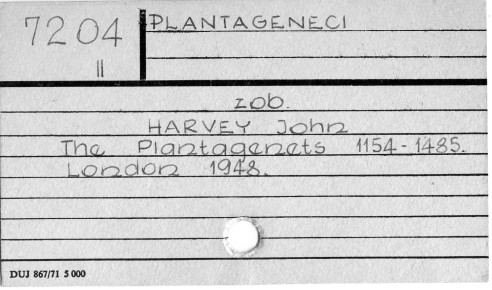 7204
II
PLANTAGENECI
zob.
HARVEY John
The Plantagenets 1154-1485.
London 1948.
DUJ 867/71 5 000